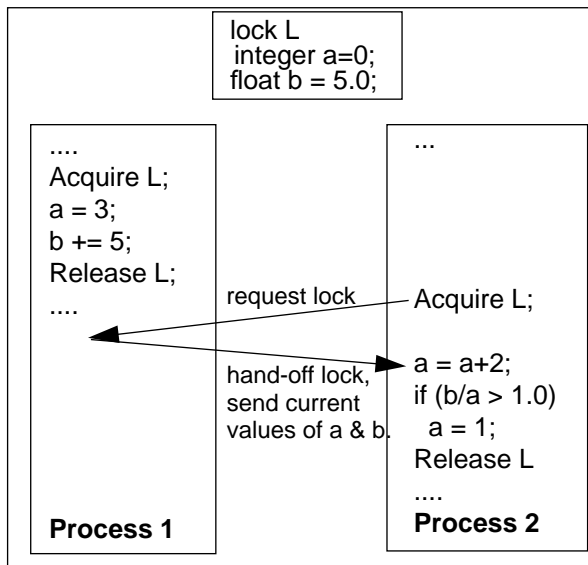 lock L
integer a=0;
float b = 5.0;
....
Acquire L;
a = 3;
b += 5;
Release L;
....
Process 1
request lock
hand-off lock,
send current
values of a & b.
...
Acquire L;
a = a+2;
if (b/a > 1.0)
a = 1;
Release L
....
Process 2